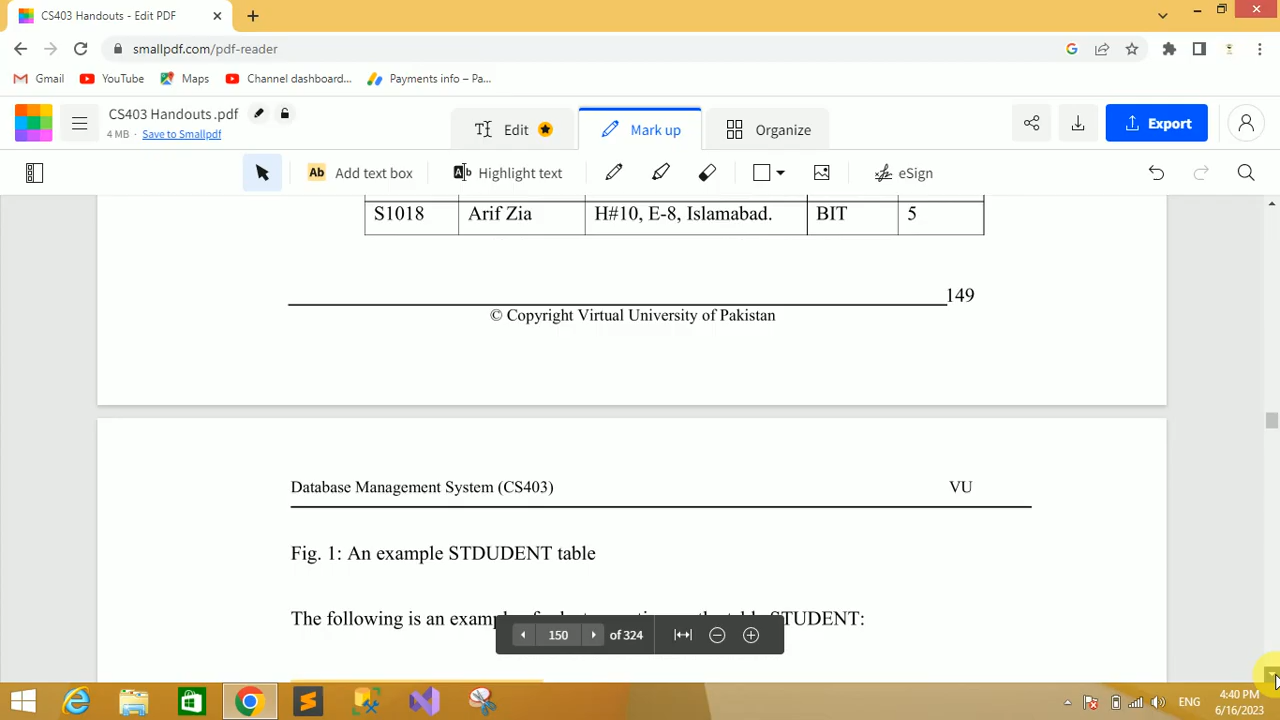 CS403 Handouts - Edit PDF
smallpdf.com/pdf-reader
Gmail YouTube Maps Channel dashboard... Payments info – Pa...
CS403 Handouts .pdf
4 MB · Save to Smallpdf
Edit Mark up Organize
Export
Ab Add text box Highlight text eSign
S1018 Arif Zia H#10, E-8, Islamabad. BIT 5
149
© Copyright Virtual University of Pakistan
Database Management System (CS403) VU
Fig. 1: An example STDUDENT table
The following is an example STUDENT:
150 of 324
ENG
4:40 PM
6/16/2023